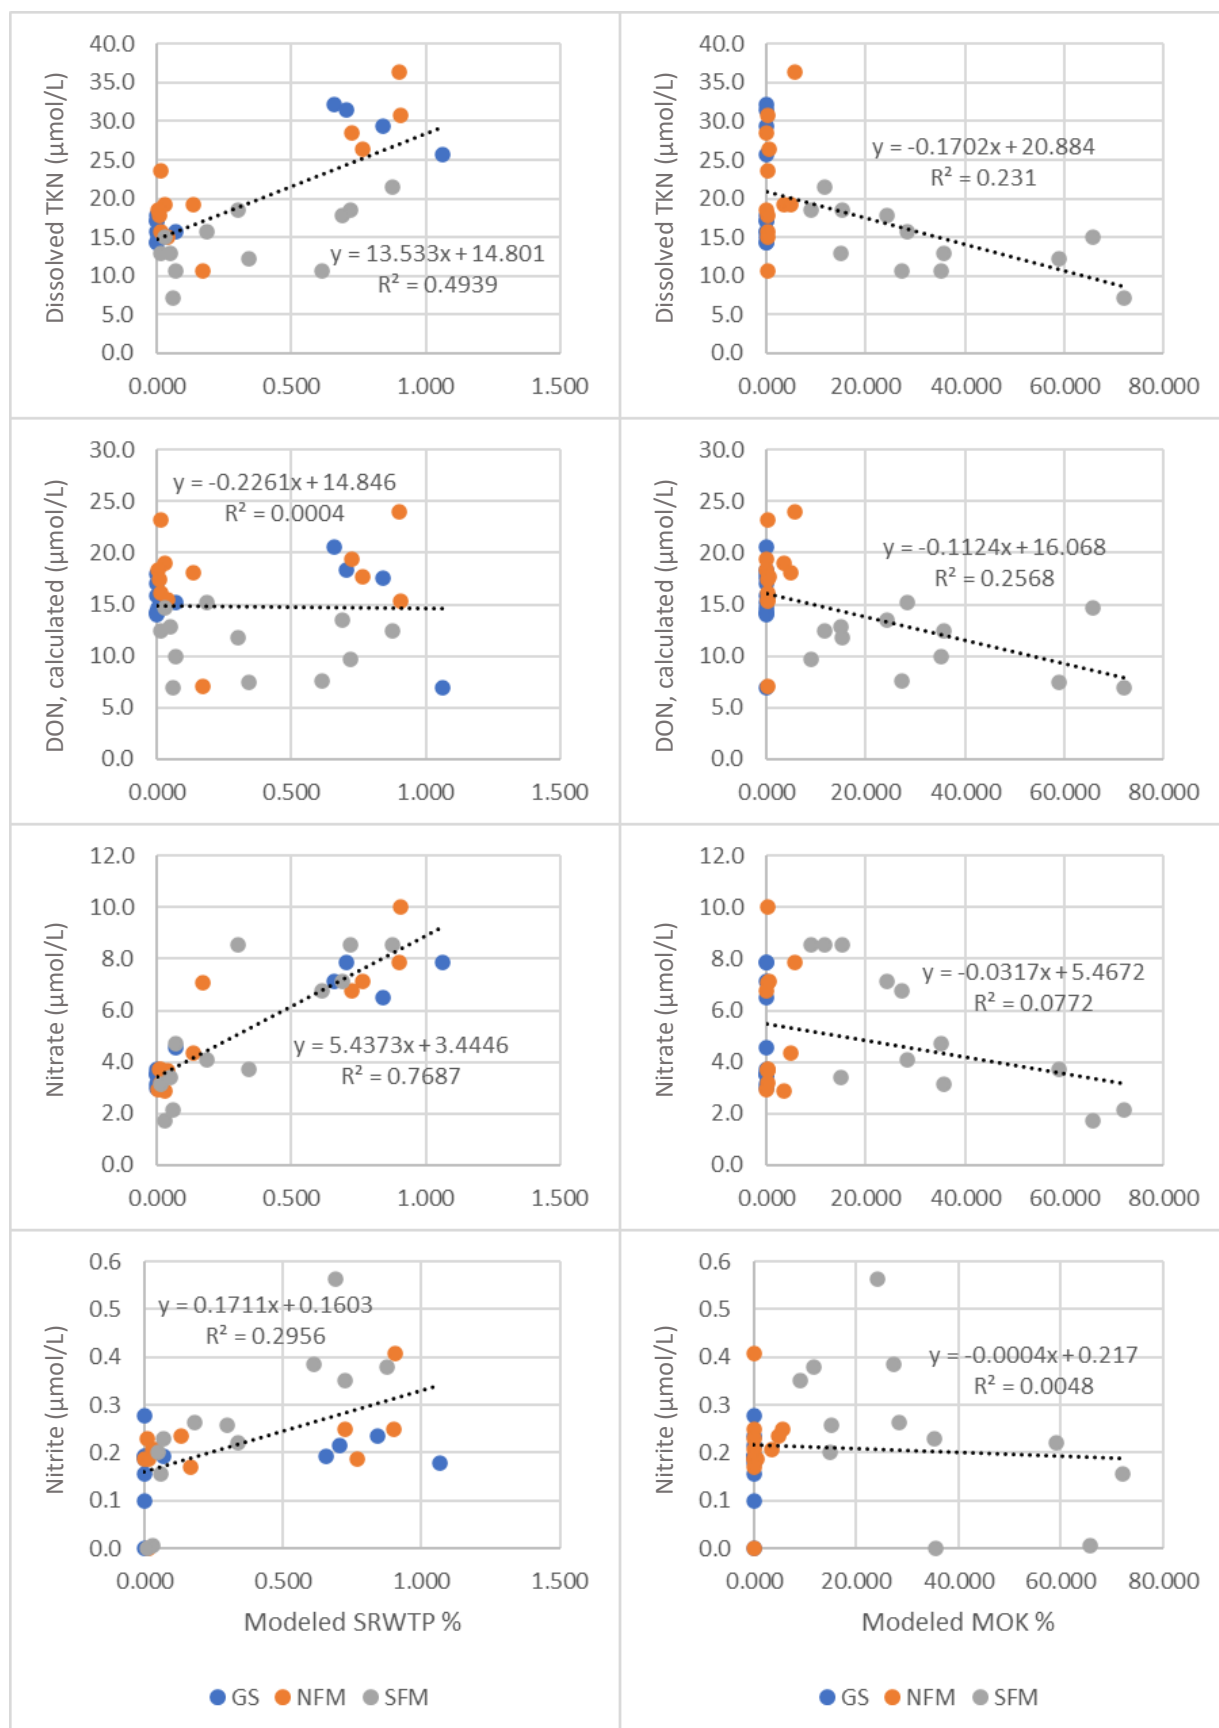 40.0
35.0
30.0
25.0
20.0
15.0
10.0
5.0
0.0
Dissolved TKN (µmol/L)
y = 13.533x + 14.801
R² = 0.4939
0.000 0.500 1.000 1.500
40.0
35.0
30.0
25.0
20.0
15.0
10.0
5.0
0.0
Dissolved TKN (µmol/L)
y = -0.1702x + 20.884
R² = 0.231
0.000 20.000 40.000 60.000 80.000
30.0
25.0
20.0
15.0
10.0
5.0
0.0
DON, calculated (µmol/L)
y = -0.2261x + 14.846
R² = 0.0004
0.000 0.500 1.000 1.500
30.0
25.0
20.0
15.0
10.0
5.0
0.0
DON, calculated (µmol/L)
y = -0.1124x + 16.068
R² = 0.2568
0.000 20.000 40.000 60.000 80.000
12.0
10.0
8.0
6.0
4.0
2.0
0.0
Nitrate (µmol/L)
y = 5.4373x + 3.4446
R² = 0.7687
0.000 0.500 1.000 1.500
12.0
10.0
8.0
6.0
4.0
2.0
0.0
Nitrate (µmol/L)
y = -0.0317x + 5.4672
R² = 0.0772
0.000 20.000 40.000 60.000 80.000
0.6
0.5
0.4
0.3
0.2
0.1
0.0
Nitrite (µmol/L)
y = 0.1711x + 0.1603
R² = 0.2956
0.000 0.500 1.000 1.500
Modeled SRWTP %
GS NFM SFM
0.6
0.5
0.4
0.3
0.2
0.1
0.0
Nitrite (µmol/L)
y = -0.0004x + 0.217
R² = 0.0048
0.000 20.000 40.000 60.000 80.000
Modeled MOK %
GS NFM SFM